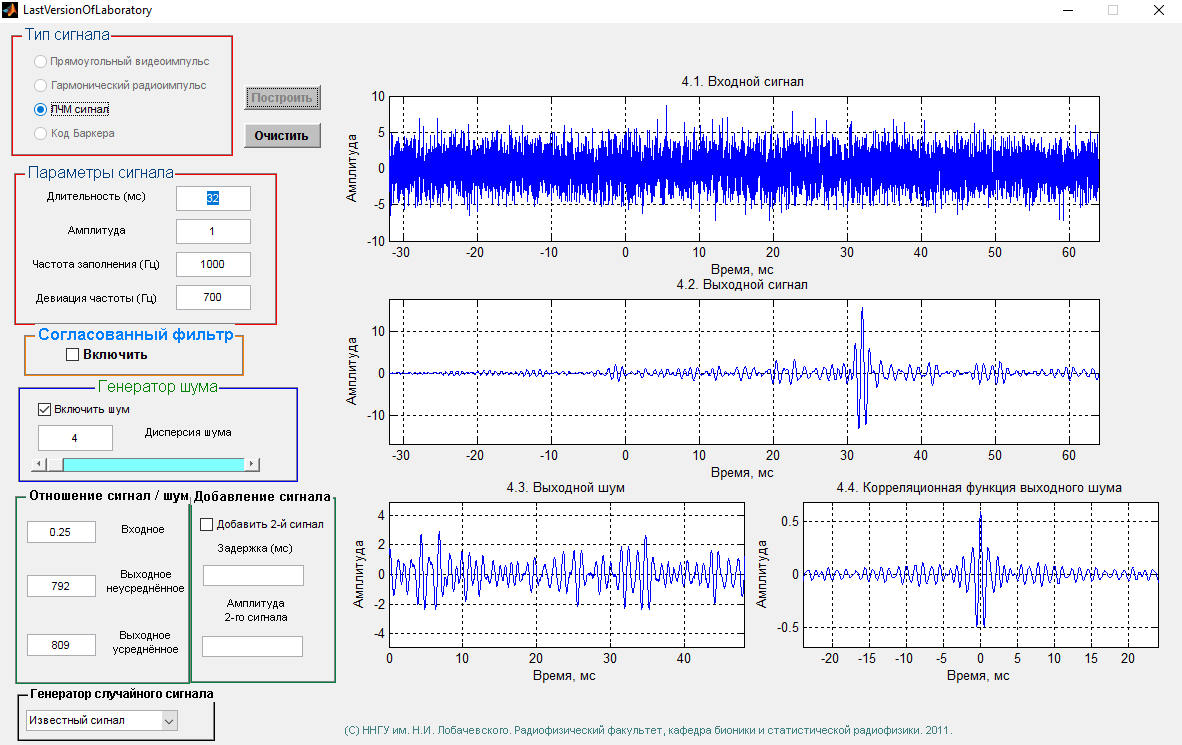 LastVersionOfLaboratory
Тип сигнала
Прямоугольный видеоимпульс
Гармонический радиоимпульс
ЛЧМ сигнал
Код Баркера
Построить
Очистить
Параметры сигнала
Длительность (мс)
32
Амплитуда
1
Частота заполнения (Гц)
1000
Девиация частоты (Гц)
700
Согласованный фильтр
Включить
Генератор шума
Включить шум
4
Дисперсия шума
Отношение сигнал / шум
0.25
Входное
792
Выходное
неусреднённое
809
Выходное
усреднённое
Добавление сигнала
Добавить 2-й сигнал
Задержка (мс)
Амплитуда
2-го сигнала
Генератор случайного сигнала
Известный сигнал
4.1. Входной сигнал
Амплитуда
10
5
0
-5
-10
-30 -20 -10 0 10 20 30 40 50 60
Время, мс
4.2. Выходной сигнал
Амплитуда
10
0
-10
-30 -20 -10 0 10 20 30 40 50 60
Время, мс
4.3. Выходной шум
Амплитуда
4
2
0
-2
-4
0 10 20 30 40
Время, мс
4.4. Корреляционная функция выходного шума
Амплитуда
0.5
0
-0.5
-20 -15 -10 -5 0 5 10 15 20
Время, мс
(С) ННГУ им. Н.И. Лобачевского. Радиофизический факультет, кафедра бионики и статистической радиофизики. 2011.